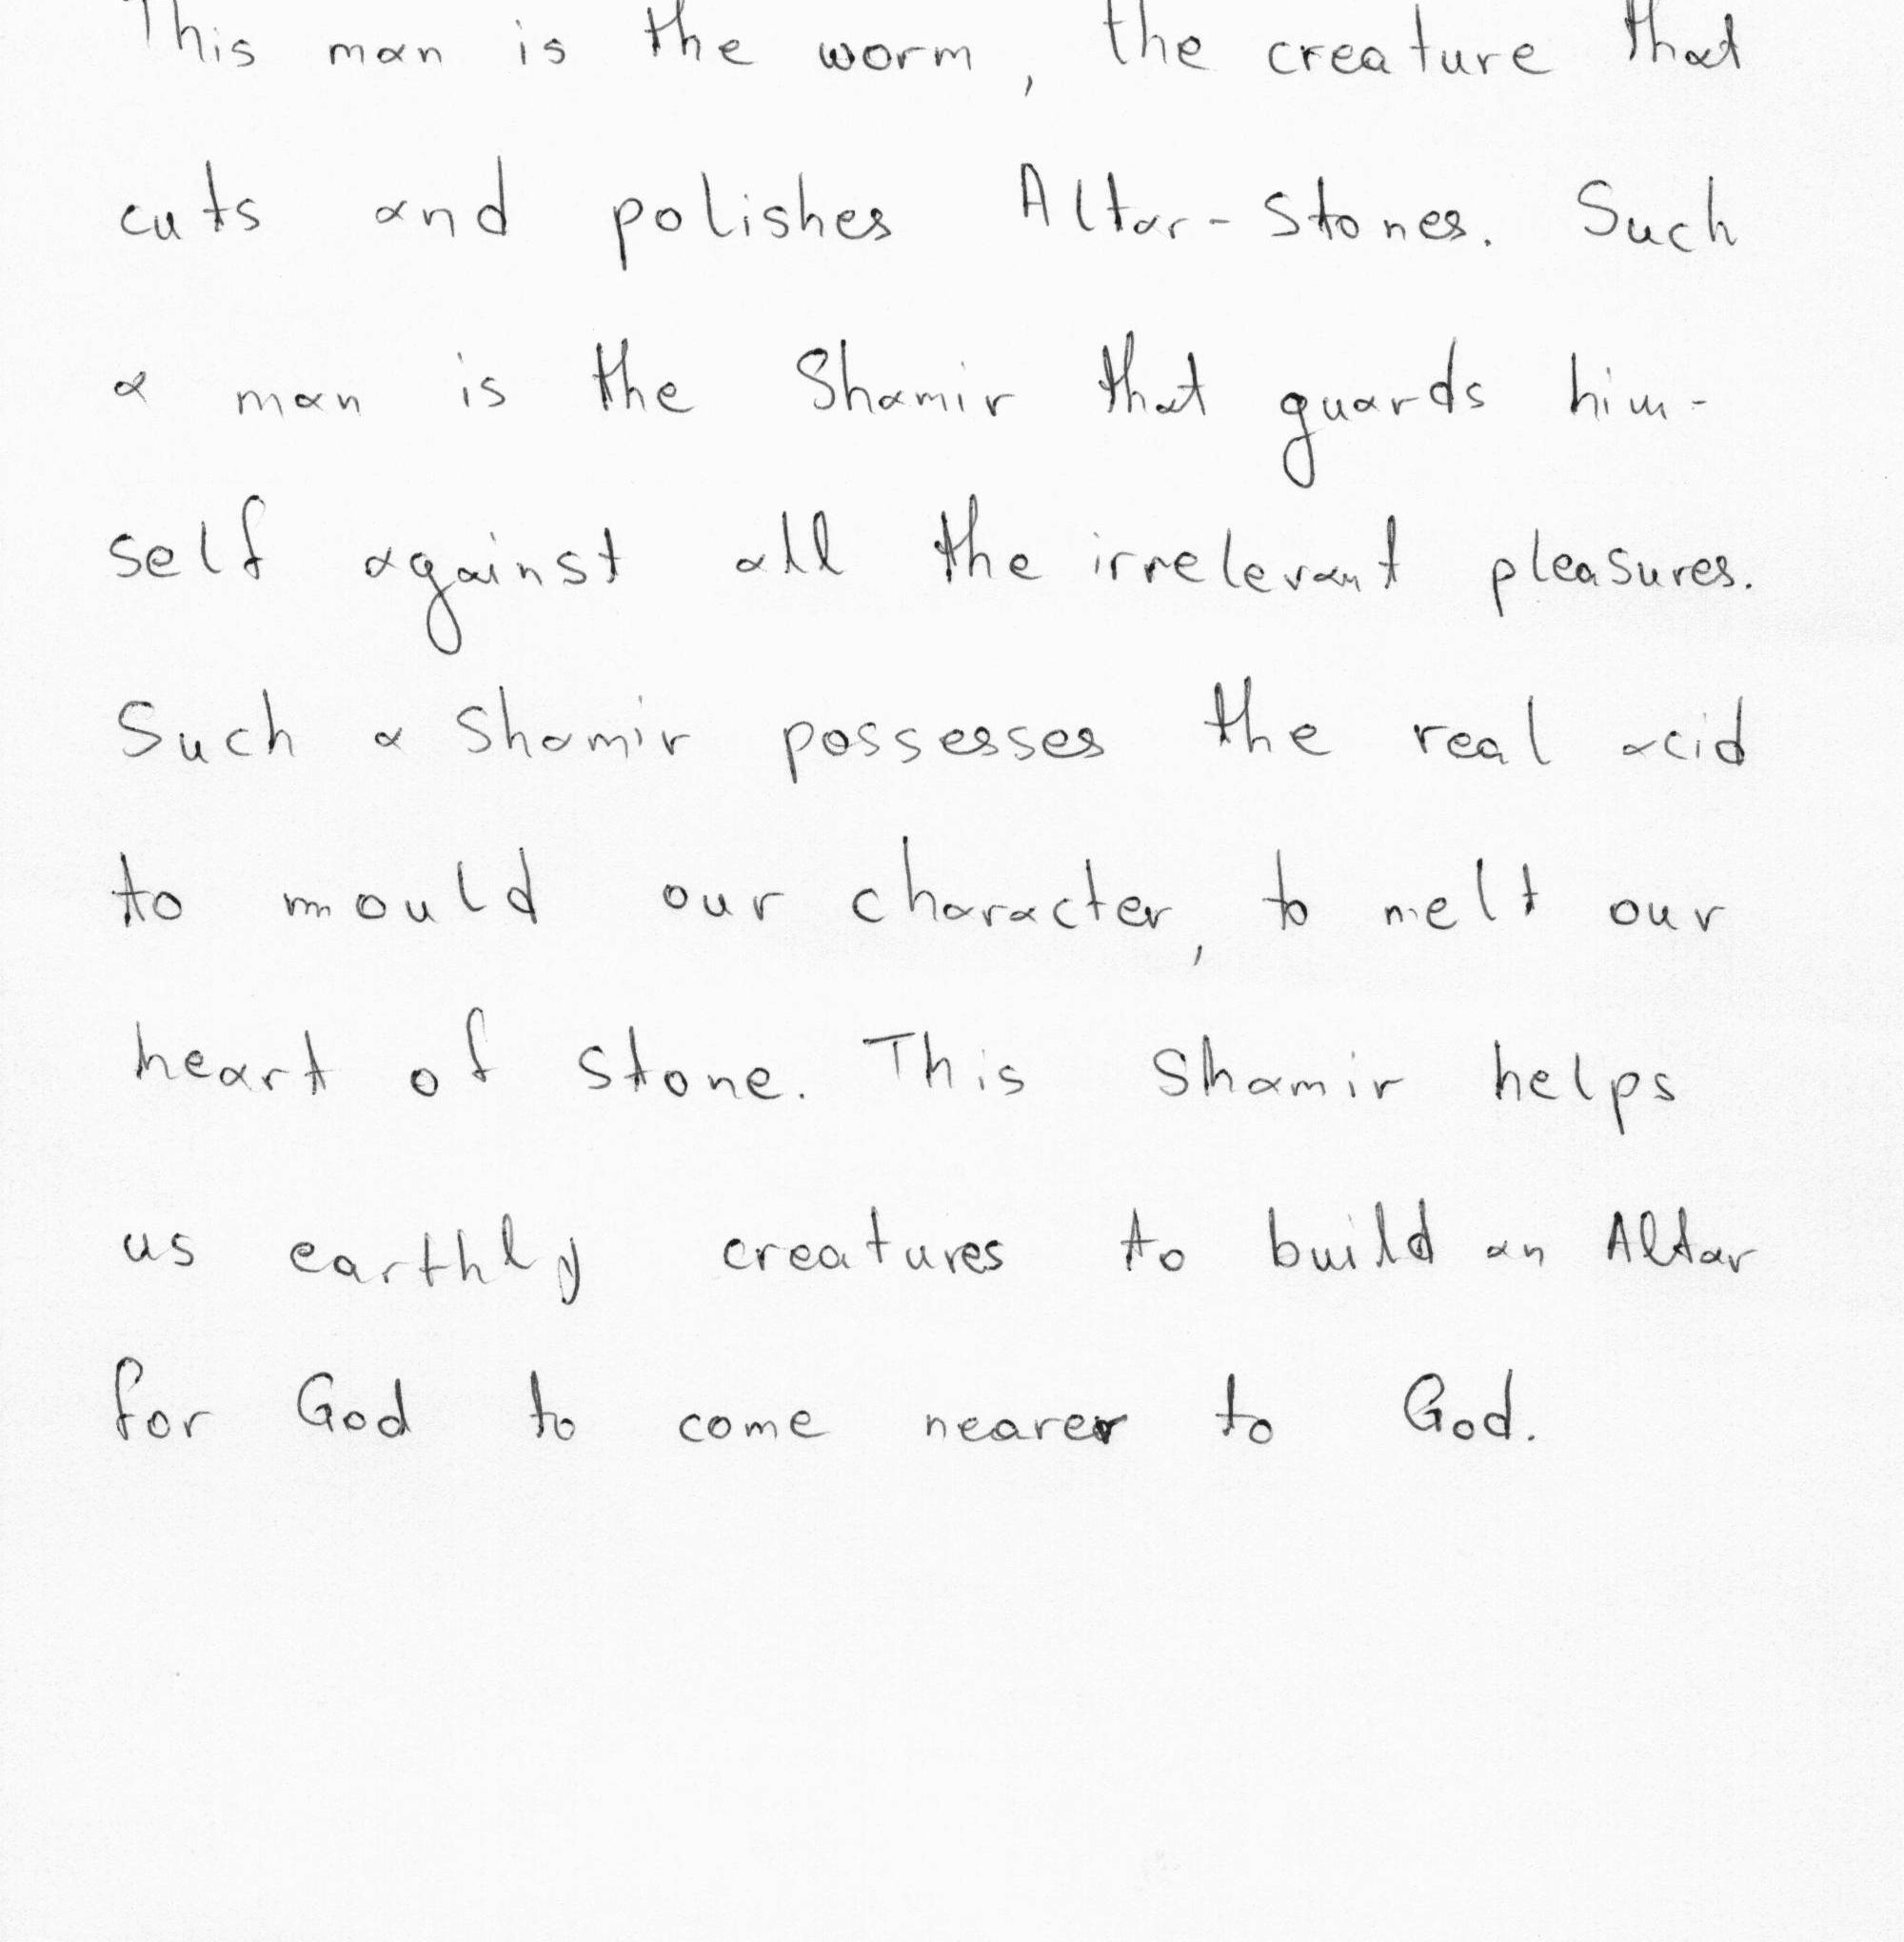 This man is the worm, the creature that
cuts and polishes Altar-Stones. Such
a man is the Shamir that guards him-
self against all the irrelevant pleasures.
Such a Shamir possesses the real acid
to mould our character, to melt our
heart of stone. This Shamir helps
us earthly creatures to build an Altar
for God to come nearer to God.